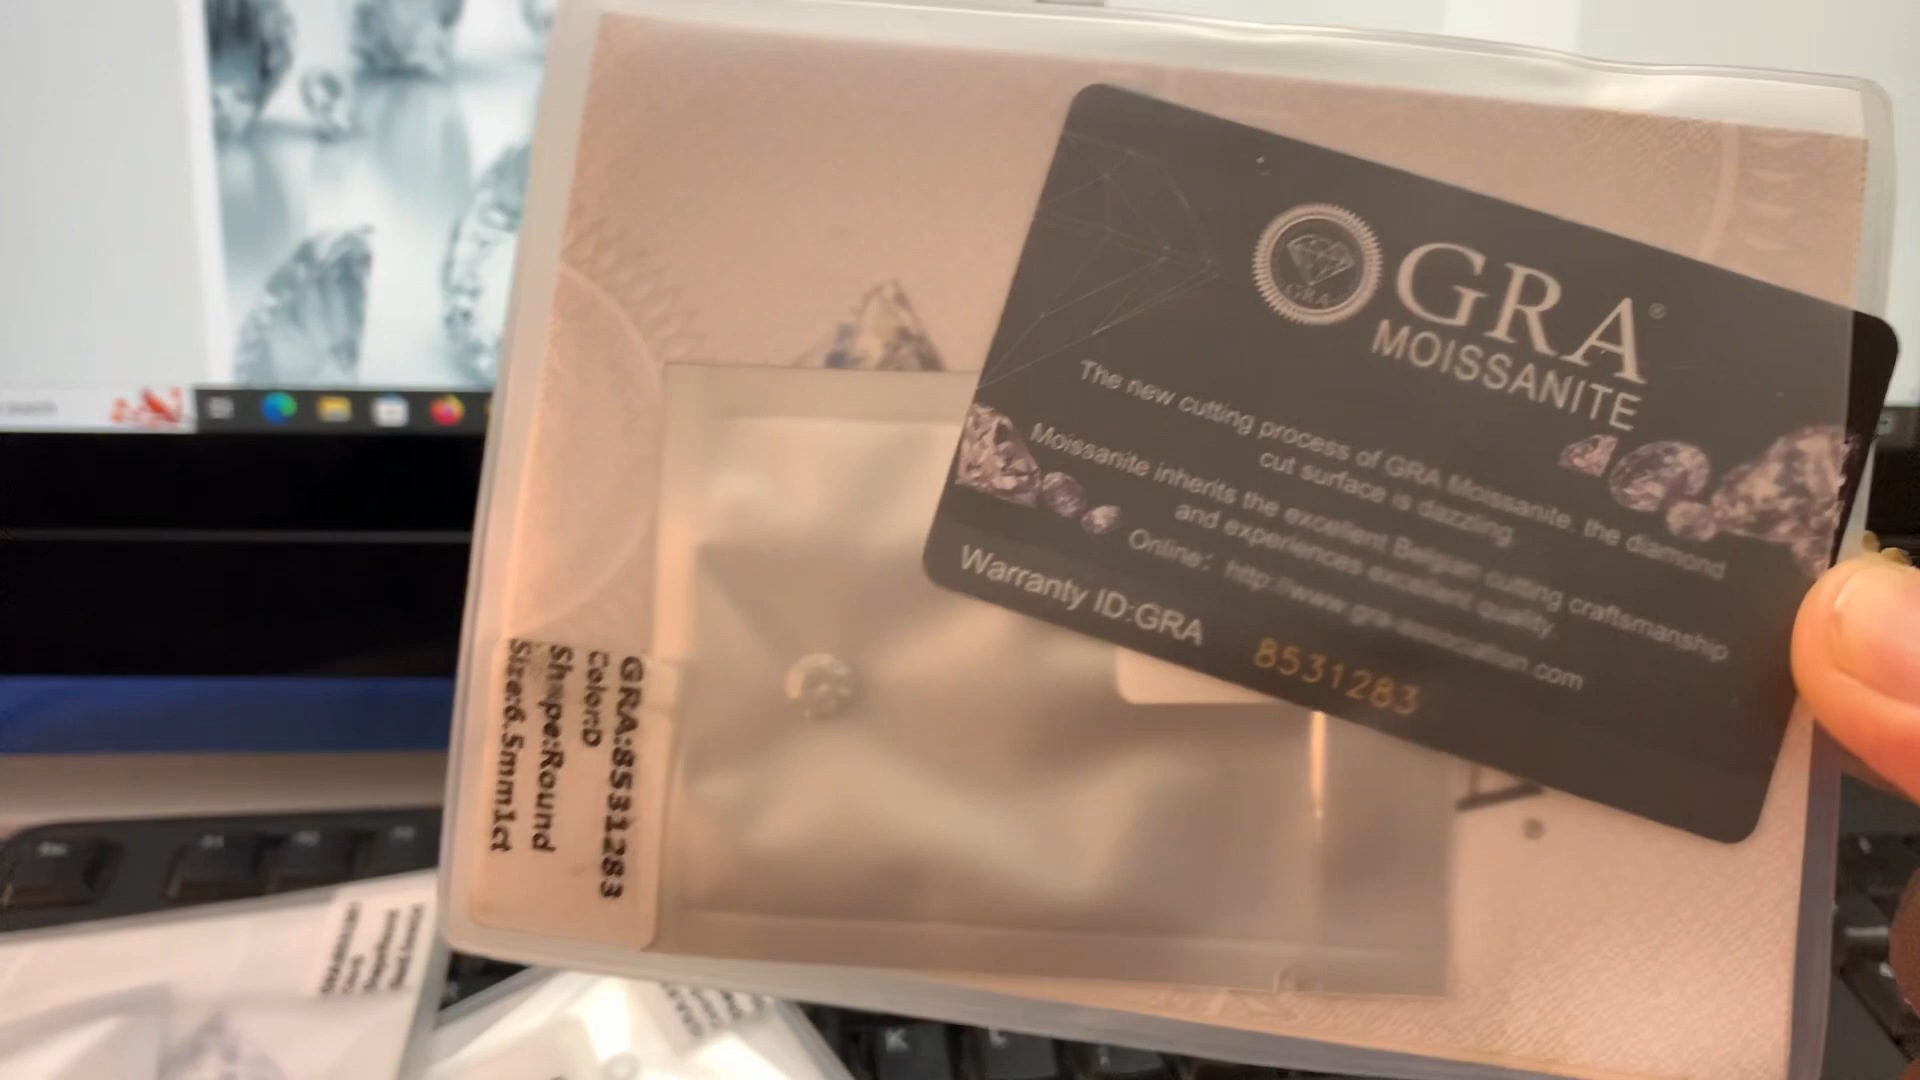 GRA®
MOISSANITE
GRA
The new cutting process of GRA Moissanite, the diamond
cut surface is dazzling.
Moissanite inherits the excellent Belgian cutting craftsmanship
and experiences excellent quality.
Online: http://www.gra-association.com
Warranty ID:GRA 8531283
GRA:8531283
Color:D
Shape:Round
Size:6.5mm1ct
K
L